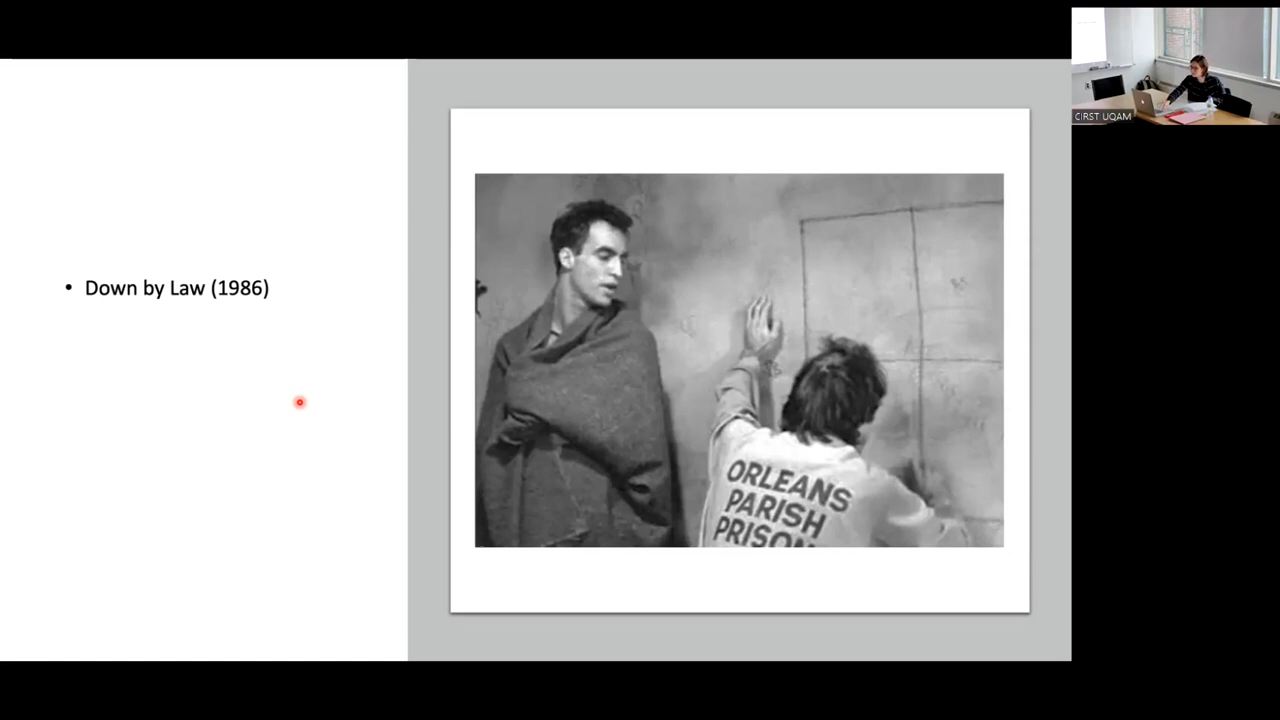 • Down by Law (1986)
ORLEANS
PARISH
PRISON
CIRST UQAM